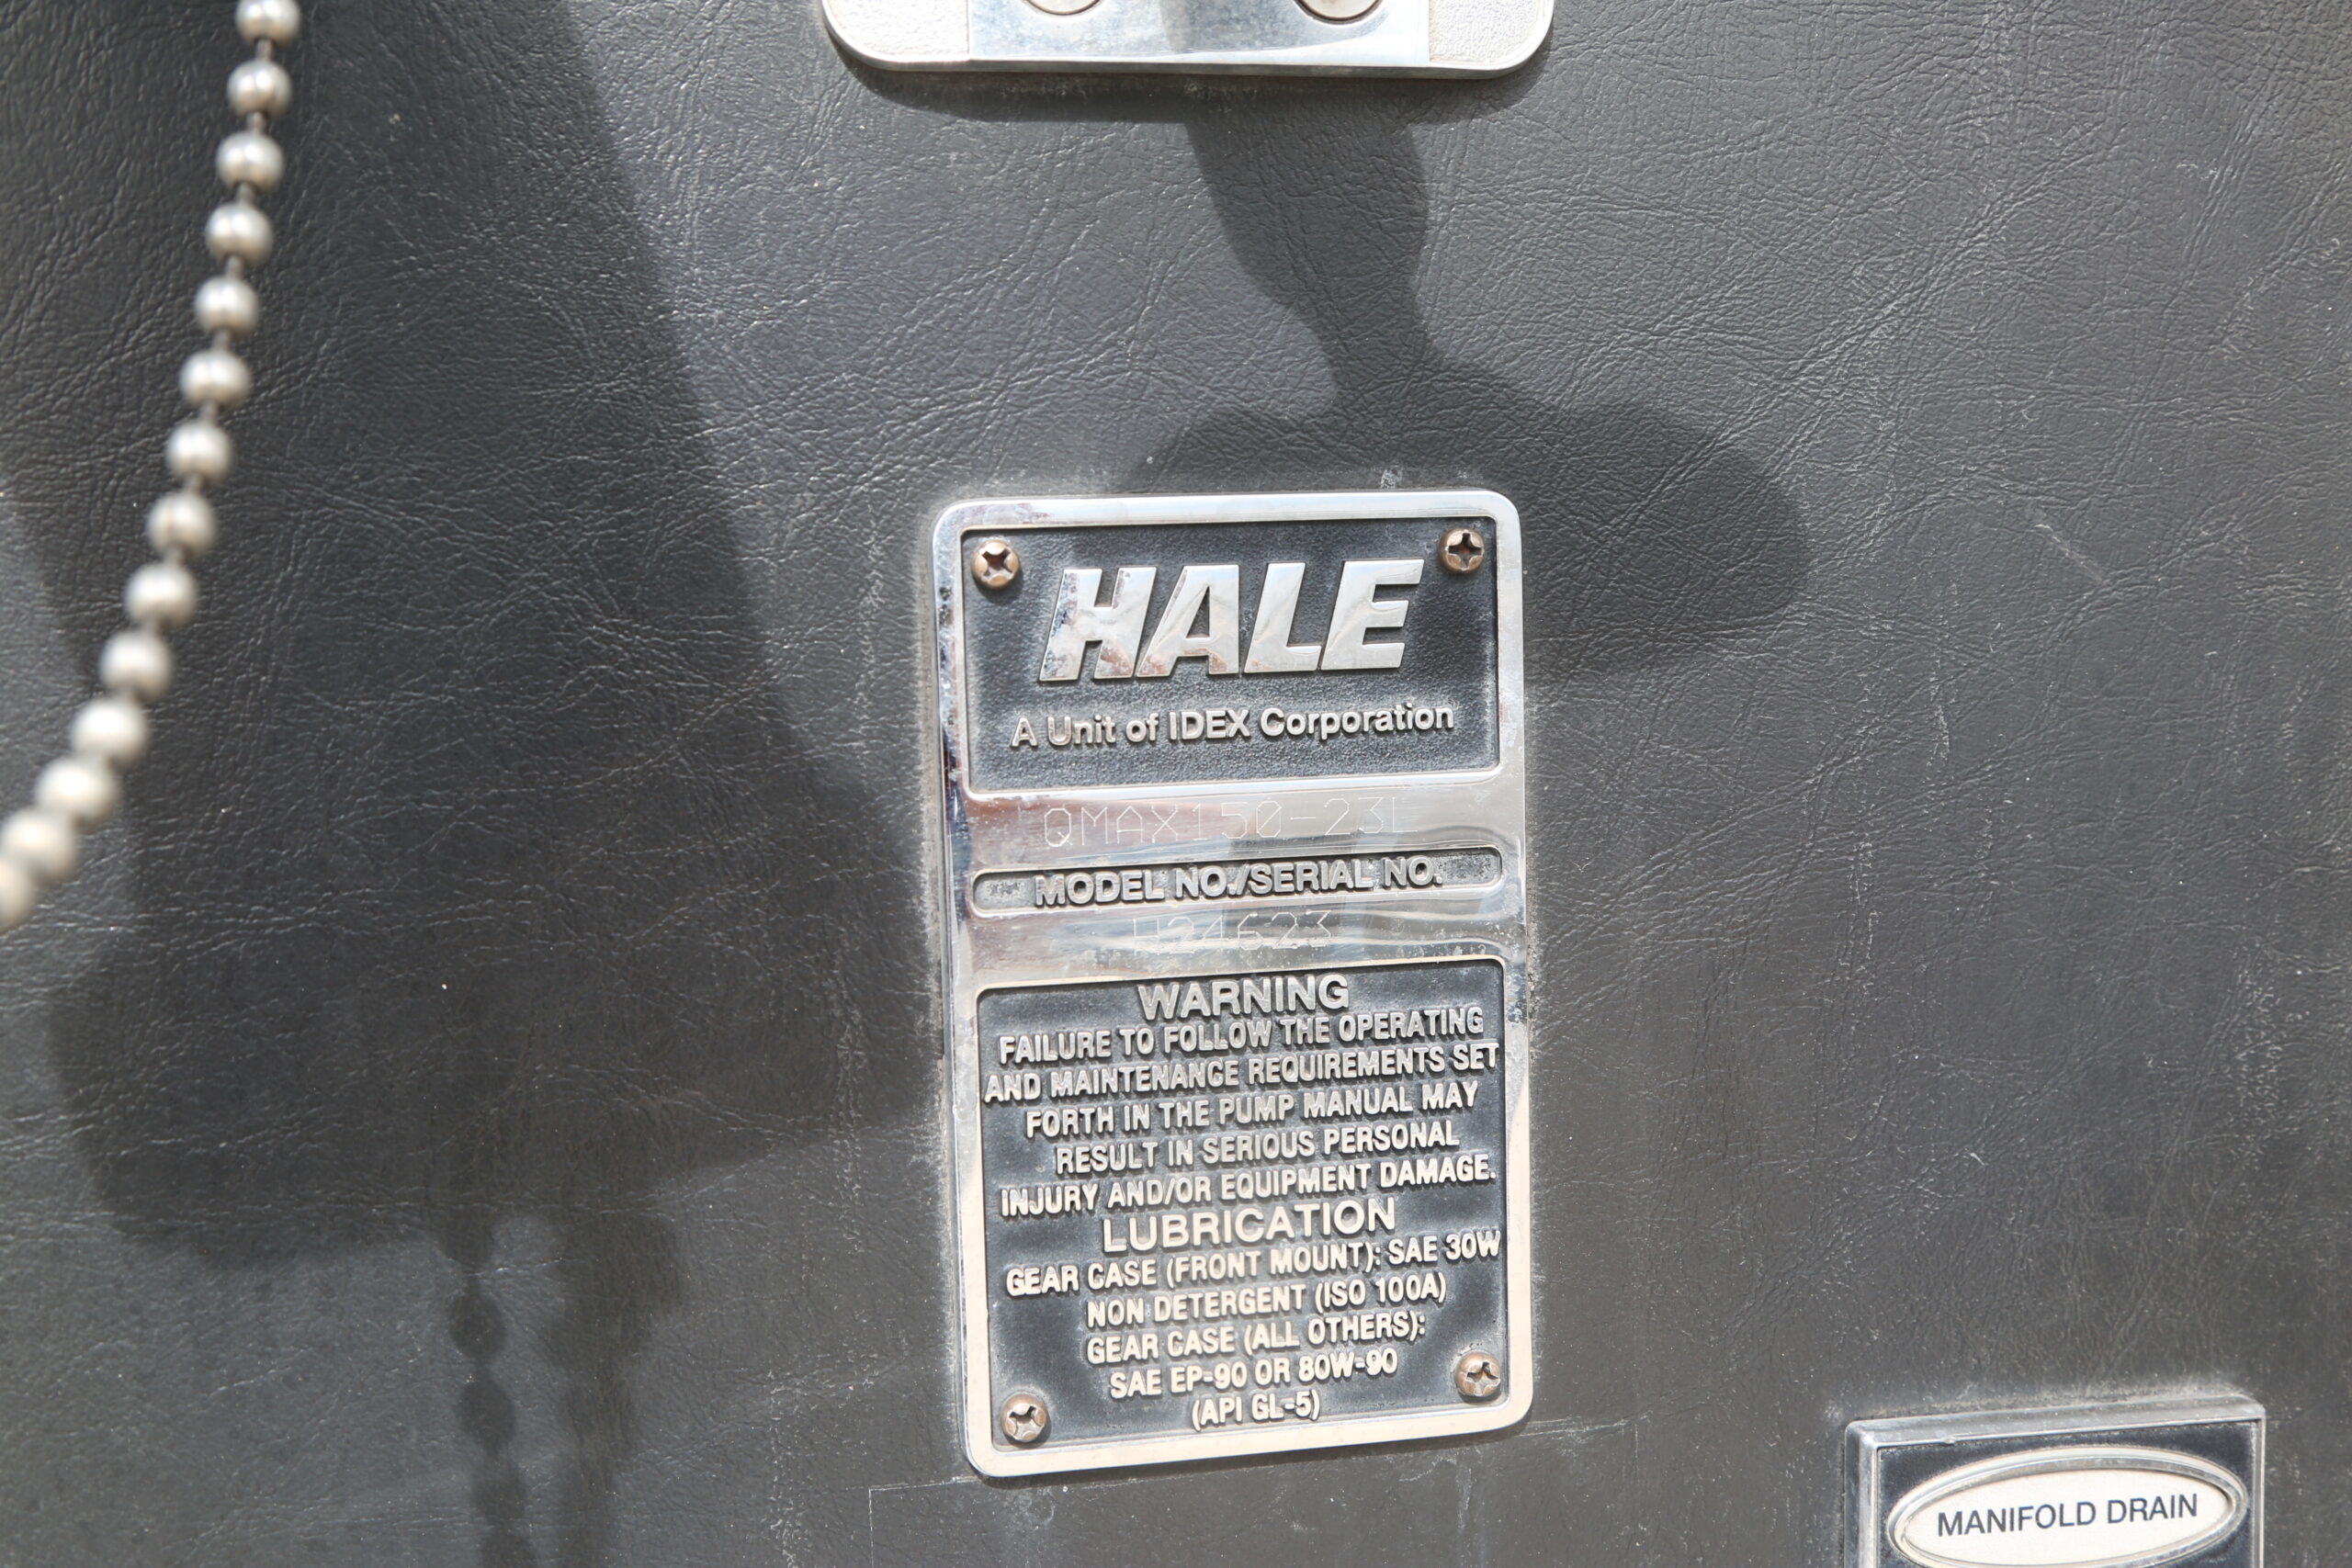 HALE
A Unit of IDEX Corporation
QMAX150-23L
MODEL NO./SERIAL NO.
H24623
WARNING
FAILURE TO FOLLOW THE OPERATING
AND MAINTENANCE REQUIREMENTS SET
FORTH IN THE PUMP MANUAL MAY
RESULT IN SERIOUS PERSONAL
INJURY AND/OR EQUIPMENT DAMAGE.
LUBRICATION
GEAR CASE (FRONT MOUNT): SAE 30W
NON DETERGENT (ISO 100A)
GEAR CASE (ALL OTHERS):
SAE EP-90 OR 80W-90
(API GL-5)
MANIFOLD DRAIN